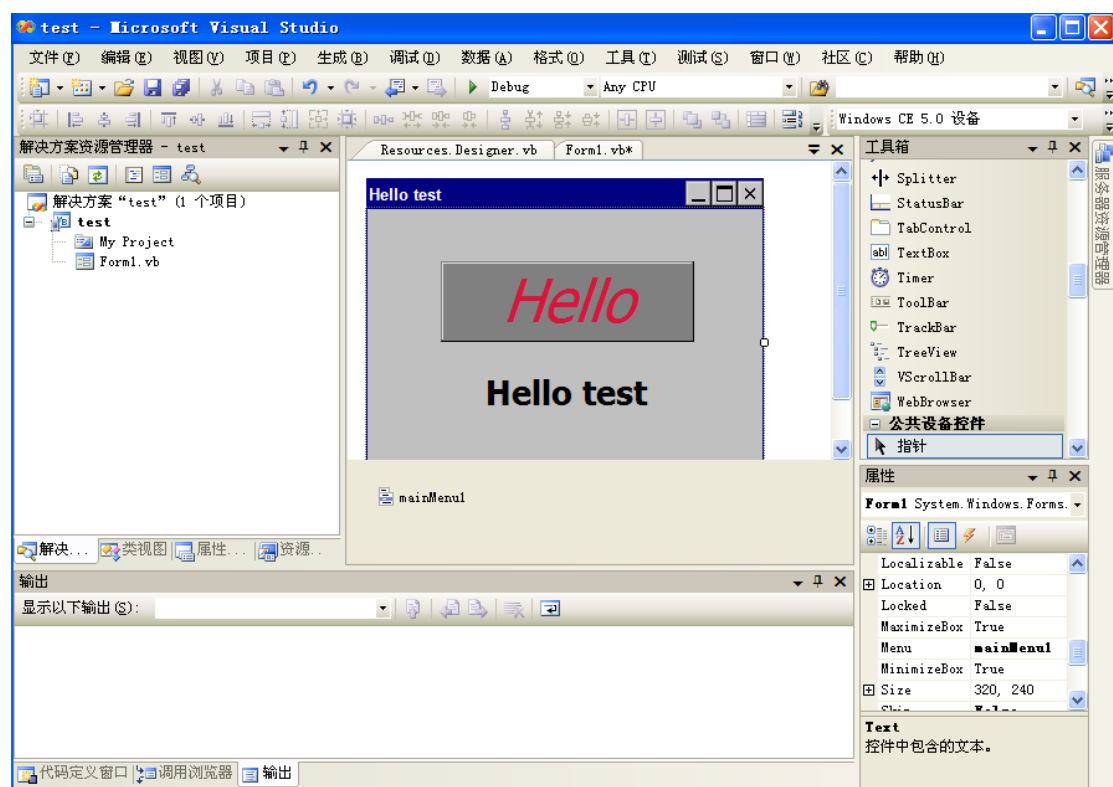 test - Microsoft Visual Studio
文件(F) 编辑(E) 视图(V) 项目(P) 生成(B) 调试(D) 数据(A) 格式(O) 工具(T) 测试(S) 窗口(W) 社区(C) 帮助(H)
Debug Any CPU
Windows CE 5.0 设备
解决方案资源管理器 - test
解决方案“test”(1 个项目)
test
My Project
Form1.vb
解决... 类视图 属性... 资源..
Resources.Designer.vb Form1.vb*
Hello test
Hello
Hello test
mainMenu1
工具箱
Splitter
StatusBar
TabControl
TextBox
Timer
ToolBar
TrackBar
TreeView
VScrollBar
WebBrowser
公共设备控件
指针
服务器资源管理器
属性
Form1 System.Windows.Forms.
Localizable False
Location 0, 0
Locked False
MaximizeBox True
Menu mainMenu1
MinimizeBox True
Size 320, 240
Text
控件中包含的文本。
输出
显示以下输出(S):
代码定义窗口 调用浏览器 输出